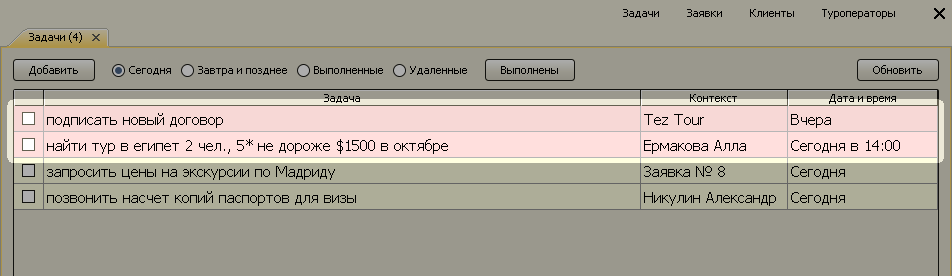 Задачи Заявки Клиенты Туроператоры
Задачи (4)
Добавить Сегодня Завтра и позднее Выполненные Удаленные Выполнены Обновить
Задача Контекст Дата и время
подписать новый договор Tez Tour Вчера
найти тур в египет 2 чел., 5* не дороже $1500 в октябре Ермакова Алла Сегодня в 14:00
запросить цены на экскурсии по Мадриду Заявка № 8 Сегодня
позвонить насчет копий паспортов для визы Никулин Александр Сегодня